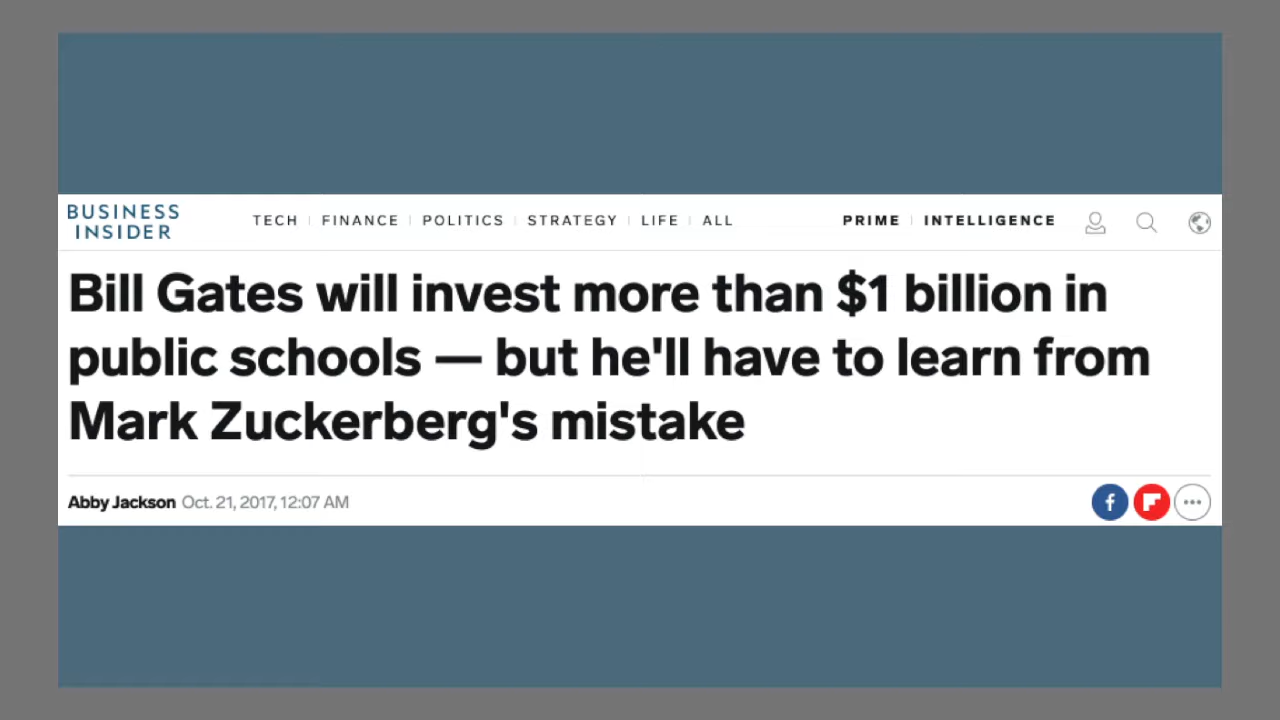 BUSINESS
INSIDER
TECH FINANCE POLITICS STRATEGY LIFE ALL PRIME INTELLIGENCE
Bill Gates will invest more than $1 billion in
public schools — but he'll have to learn from
Mark Zuckerberg's mistake
Abby Jackson Oct. 21, 2017, 12:07 AM